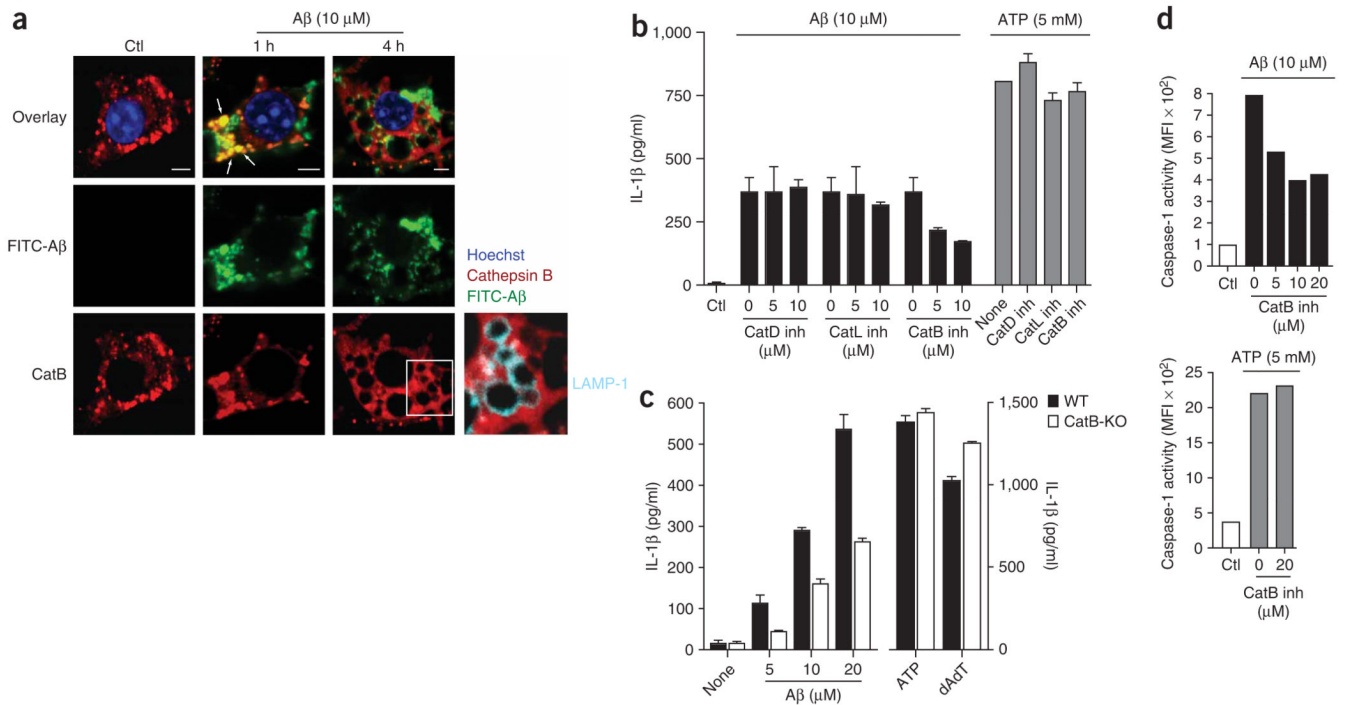 a
Aβ (10 μM)
Ctl
1 h
4 h
Overlay
FITC-Aβ
CatB
Hoechst
Cathepsin B
FITC-Aβ
LAMP-1
b
Aβ (10 μM)
ATP (5 mM)
IL-1β (pg/ml)
1,000
750
500
250
0
Ctl
0 5 10
0 5 10
0 5 10
CatD inh
(μM)
CatL inh
(μM)
CatB inh
(μM)
None
CatD inh
CatL inh
CatB inh
c
WT
CatB-KO
IL-1β (pg/ml)
600
500
400
300
200
100
0
1,500
1,000
500
0
IL-1β
(pg/ml)
None
5 10 20
Aβ (μM)
ATP
dAdT
d
Aβ (10 μM)
Caspase-1 activity (MFI × 10²)
8
7
6
5
4
3
2
1
0
Ctl
0 5 10 20
CatB inh
(μM)
ATP (5 mM)
Caspase-1 activity (MFI × 10²)
25
20
15
10
5
0
Ctl
0 20
CatB inh
(μM)